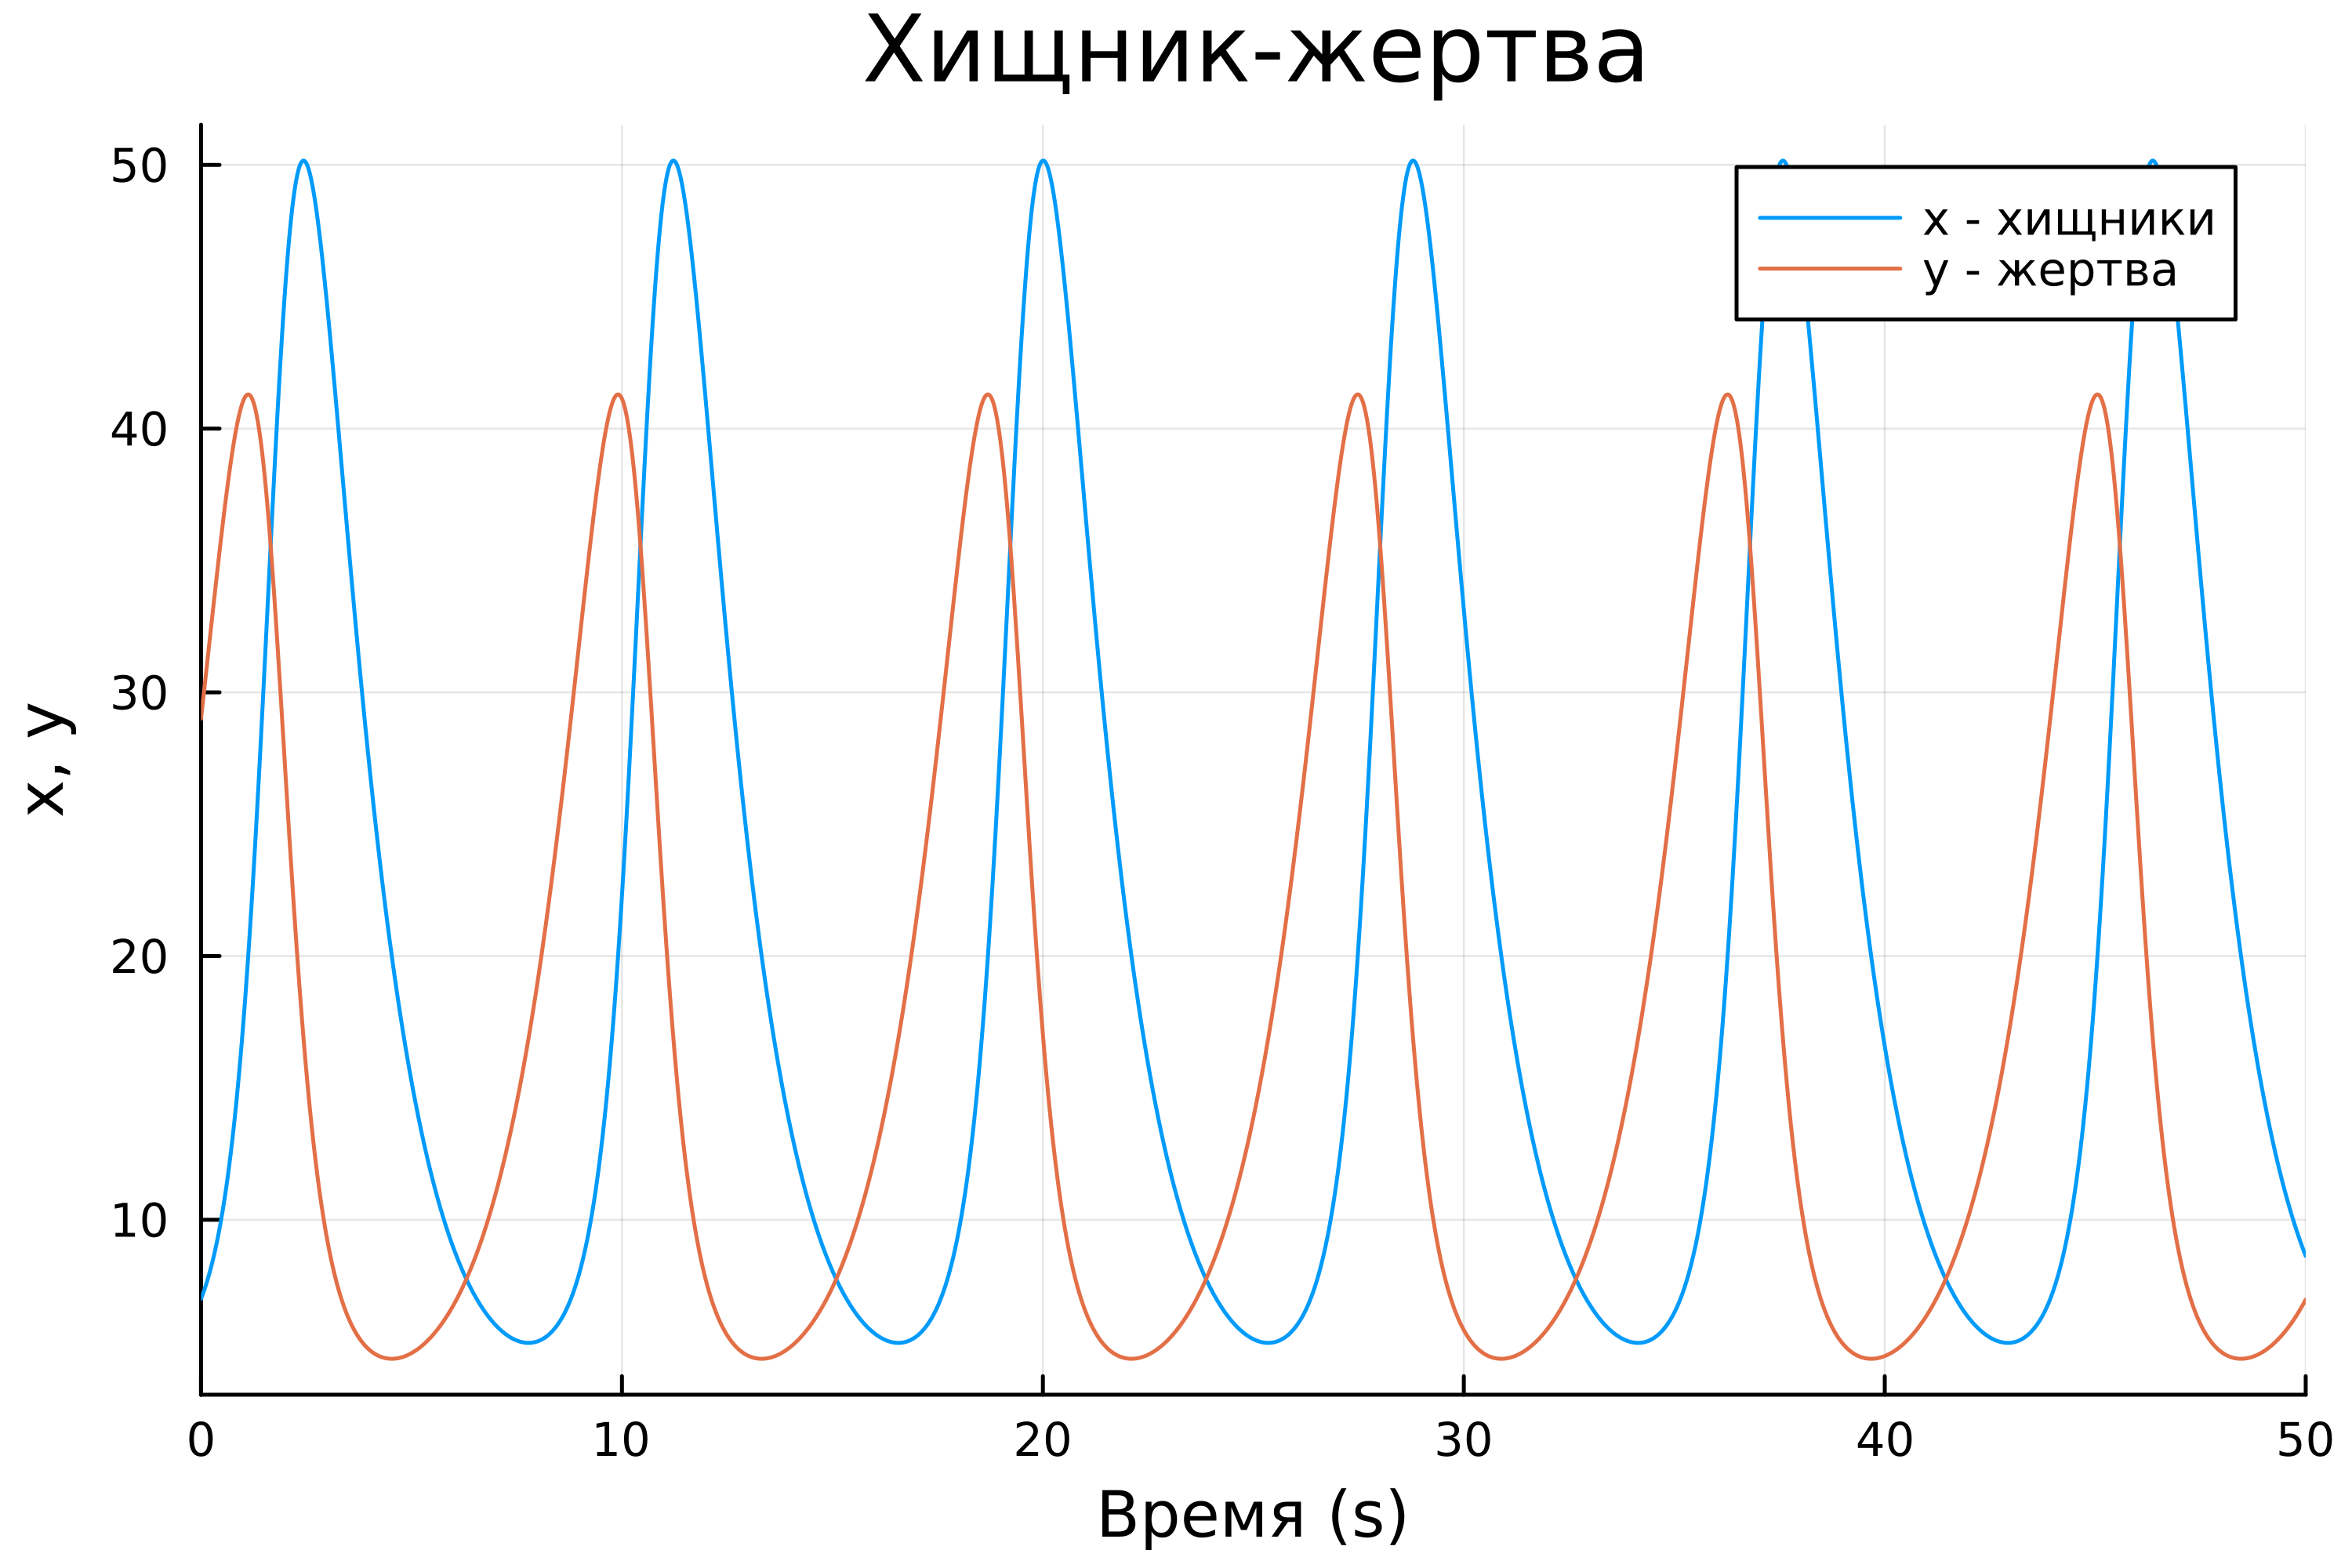 Хищник-жертва
50
40
30
20
10
x, y
x - хищники
y - жертва
0 10 20 30 40 50
Время (s)